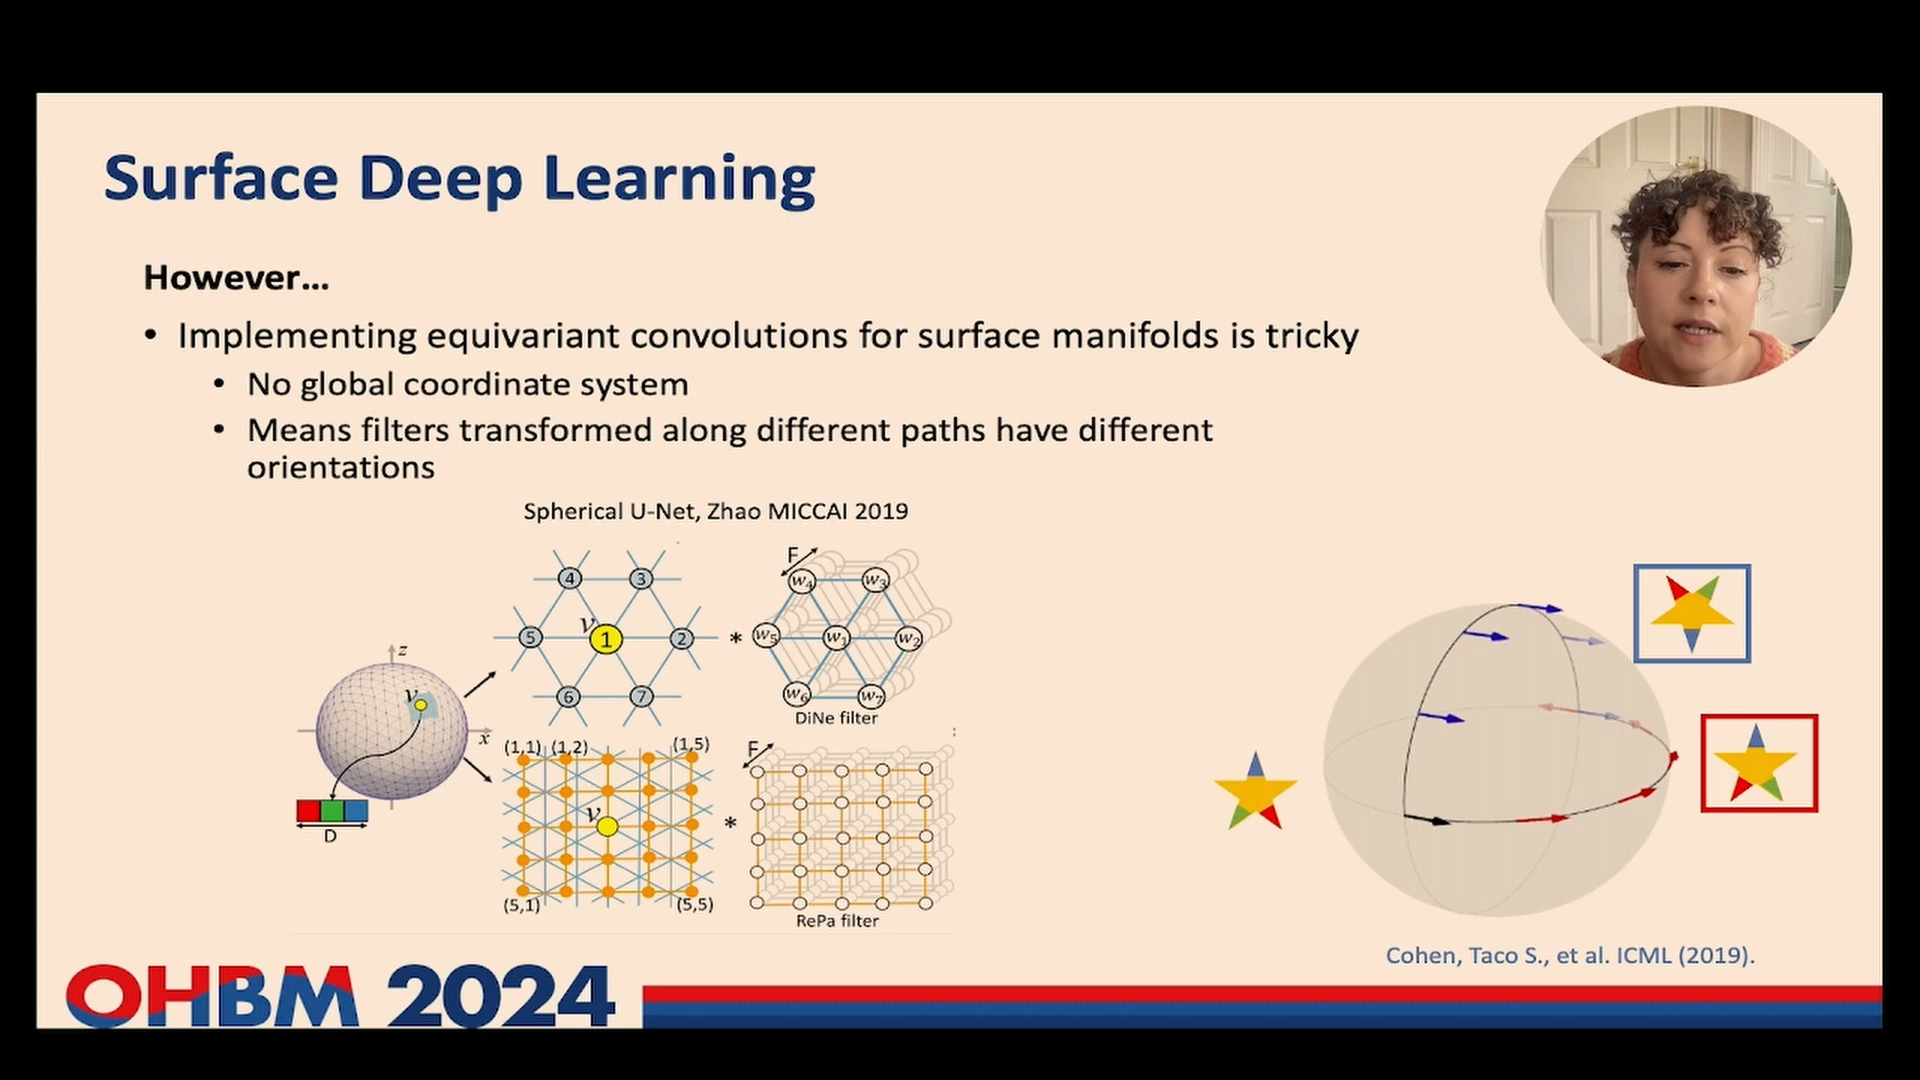 Surface Deep Learning
However...
• Implementing equivariant convolutions for surface manifolds is tricky
• No global coordinate system
• Means filters transformed along different paths have different
orientations
Spherical U-Net, Zhao MICCAI 2019
4 3
5 v 1 2
6 7
*
F
w4 w3
w5 w1 w2
w6 w7
DiNe filter
z
v
x
D
(1,1) (1,2) (1,5)
v
(5,1) (5,5)
*
F
RePa filter
Cohen, Taco S., et al. ICML (2019).
OHBM 2024